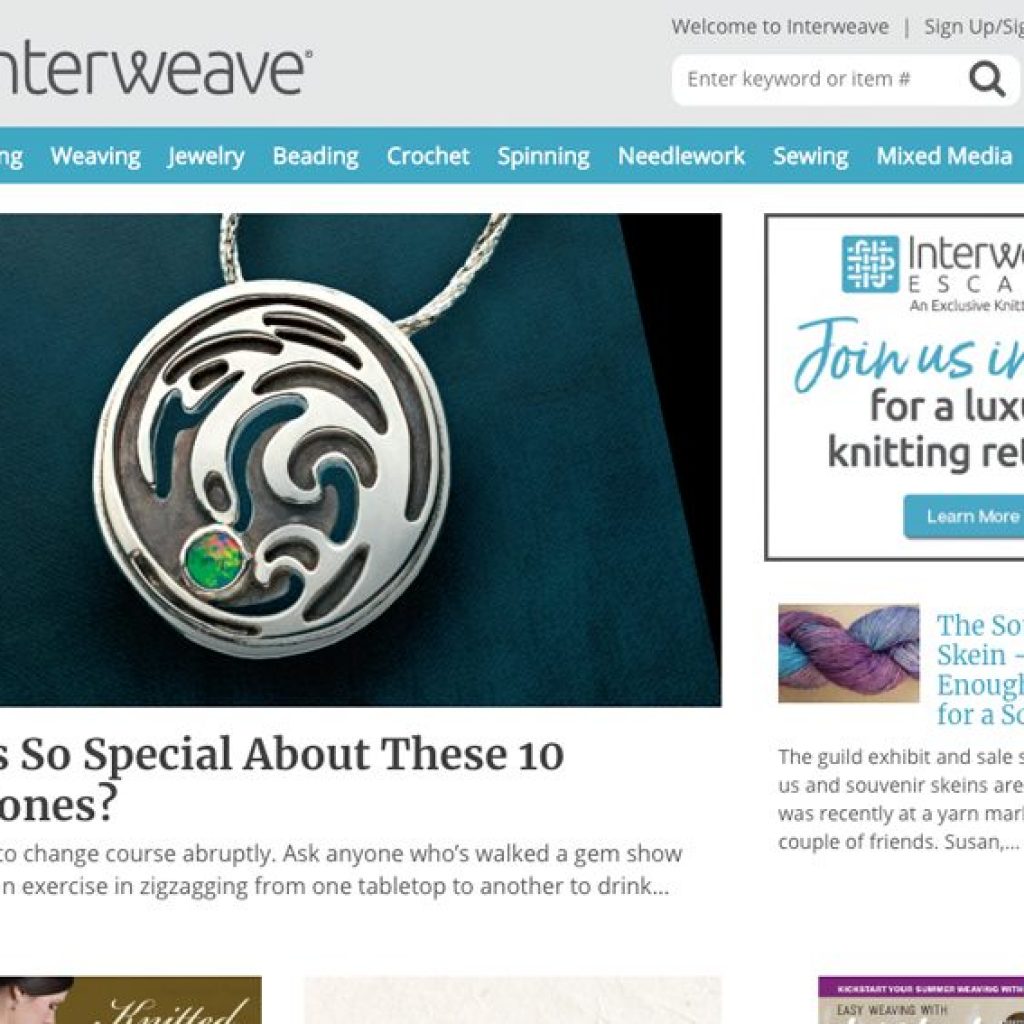 Welcome to Interweave | Sign Up/Sig
nterweave®
Enter keyword or item #
ng Weaving Jewelry Beading Crochet Spinning Needlework Sewing Mixed Media
Interwe
ESCA
An Exclusive Knitt
Join us in
for a luxu
knitting ret
Learn More
s So Special About These 10
ones?
to change course abruptly. Ask anyone who’s walked a gem show
n exercise in zigzagging from one tabletop to another to drink...
The Sou
Skein –
Enough
for a Sc
The guild exhibit and sale s
us and souvenir skeins are
was recently at a yarn mark
couple of friends. Susan,...
Knitted
KICKSTART YOUR SUMMER WEAVING WITH
EASY WEAVING WITH